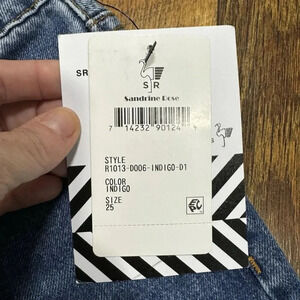 SR
S R
Sandrine Rose
7 14232 90124
STYLE
R1013-D006-INDIGO-D1
COLOR
INDIGO
SIZE
25